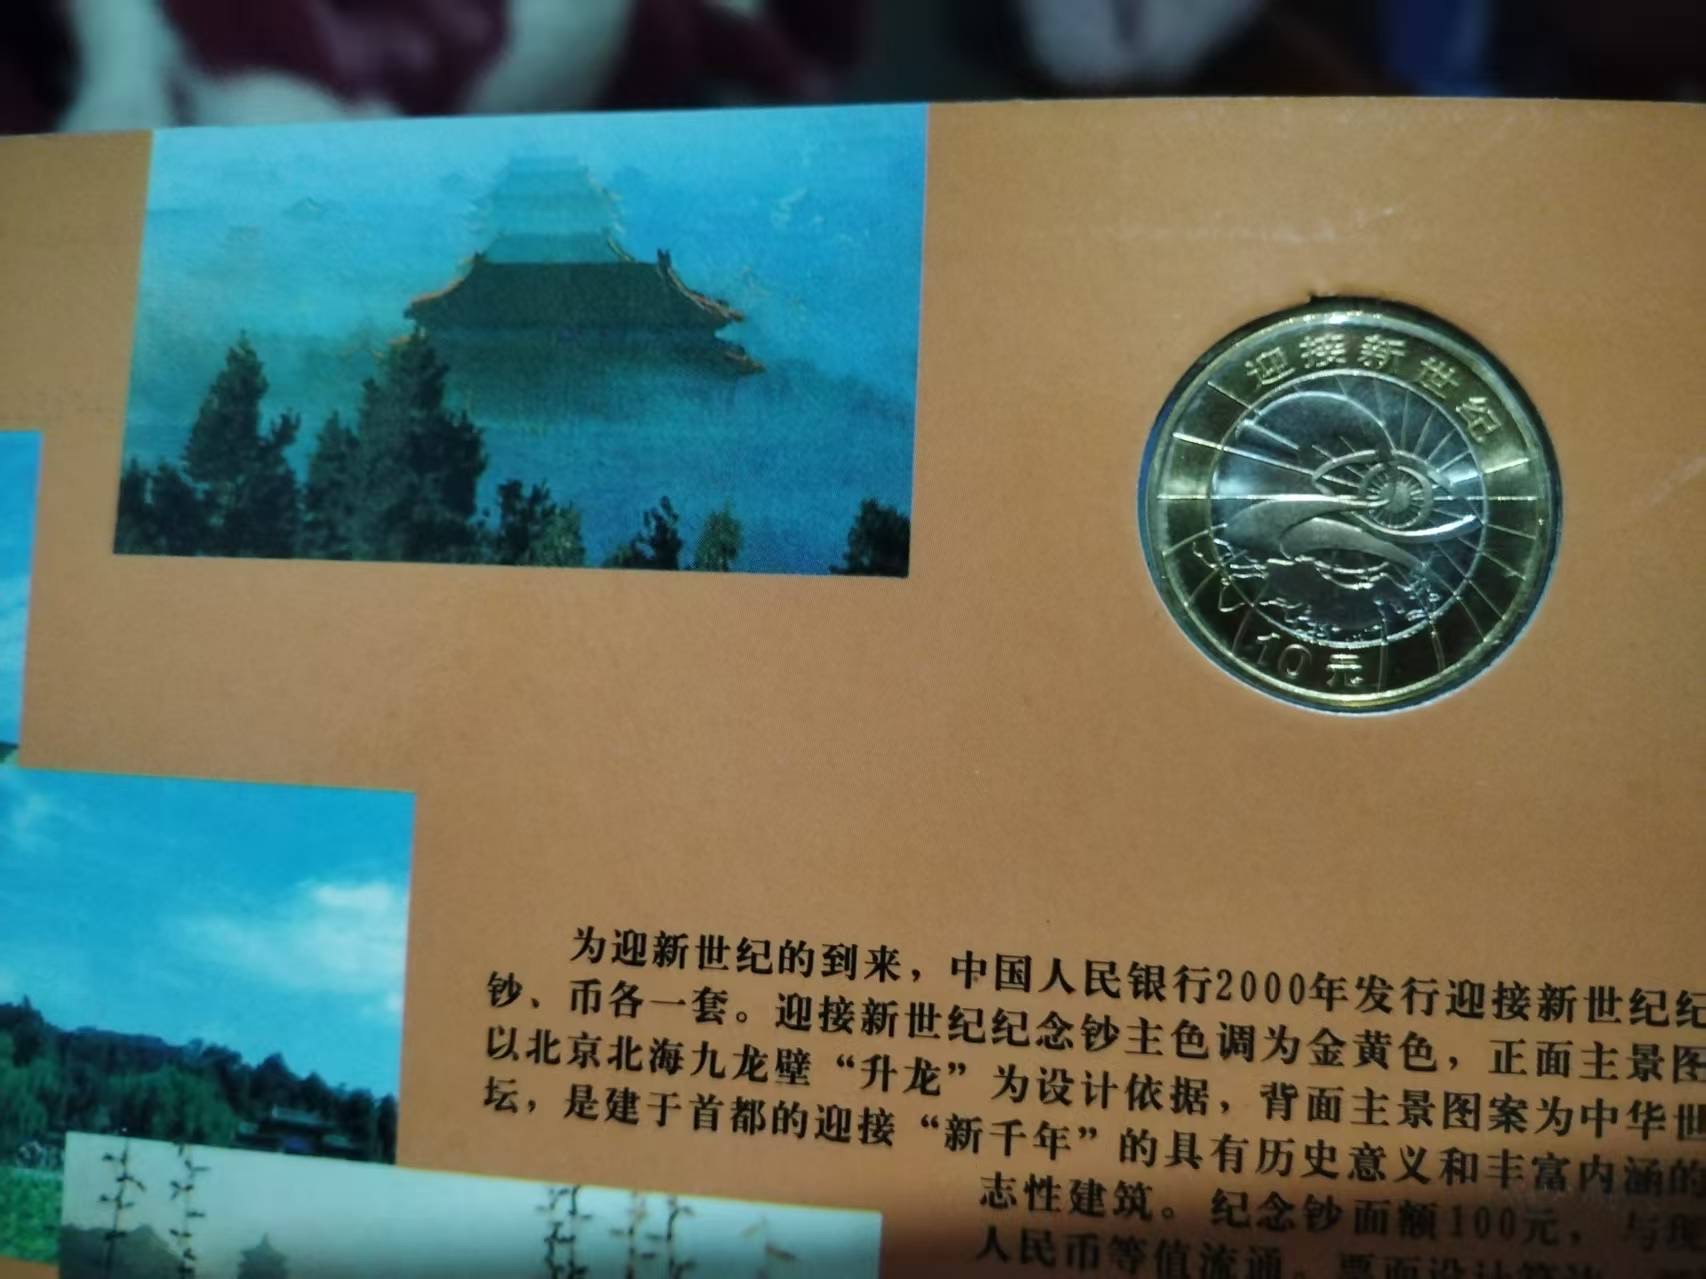 迎接新世纪
10元
为迎新世纪的到来，中国人民银行2000年发行迎接新世纪纪
钞、币各一套。迎接新世纪纪念钞主色调为金黄色，正面主景图
以北京北海九龙壁“升龙”为设计依据，背面主景图案为中华世
坛，是建于首都的迎接“新千年”的具有历史意义和丰富内涵的
志性建筑。纪念钞面额100元，与现
人民币等值流通。票面设计